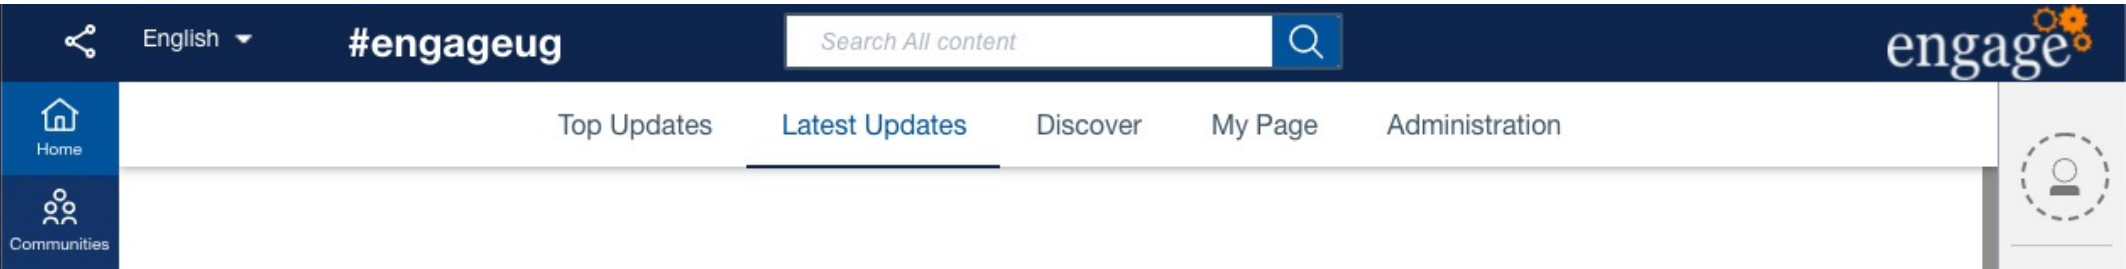 English
#engageug
Search All content
engage
Home
Top Updates
Latest Updates
Discover
My Page
Administration
Communities